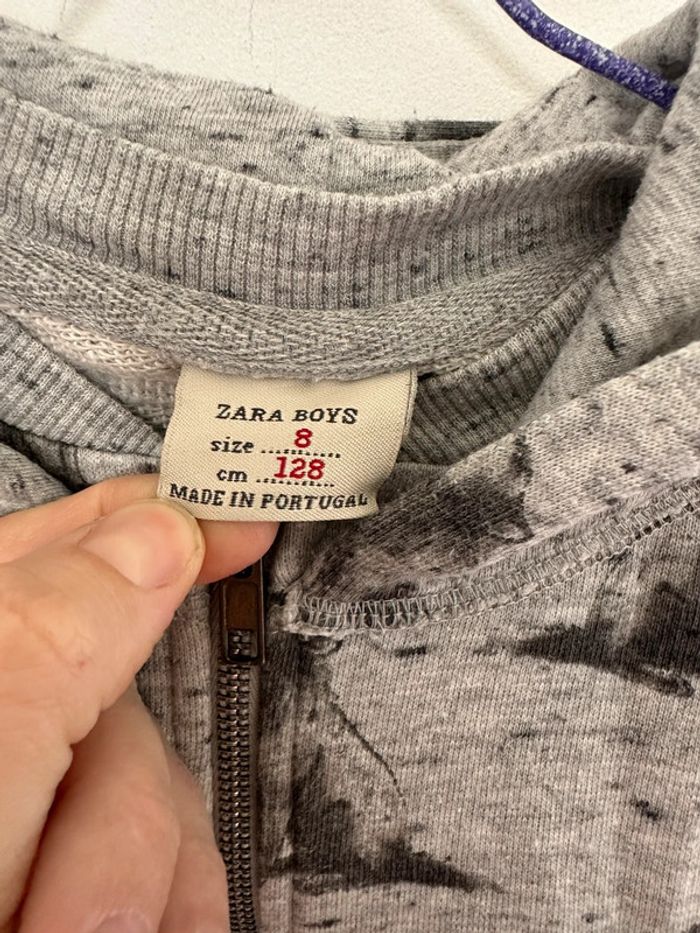 ZARA BOYS
size ......8......
cm ....128....
MADE IN PORTUGAL